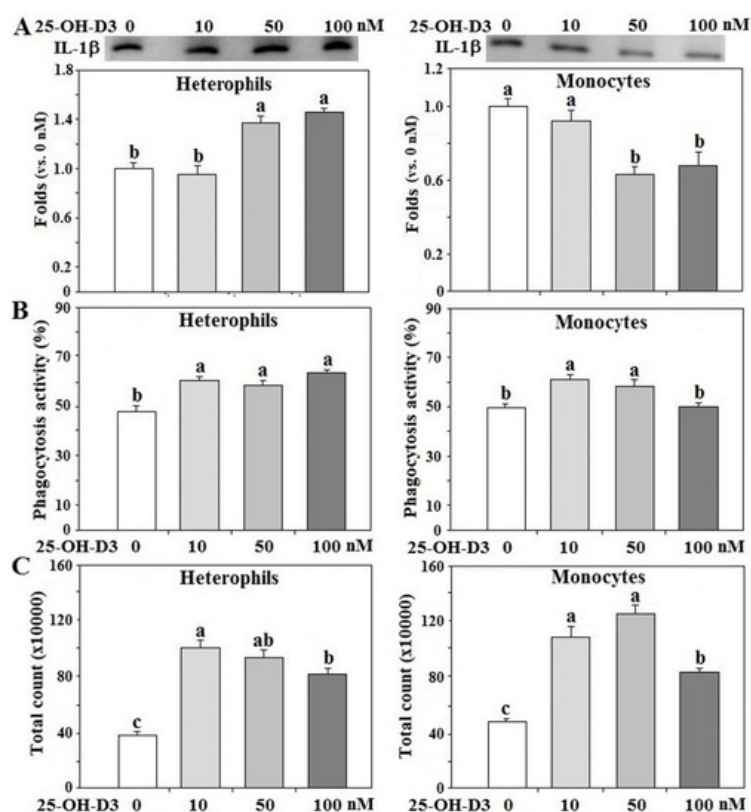 A 25-OH-D3 0 10 50 100 nM
IL-1β
Heterophils
Folds (vs. 0 nM)
1.8
1.4
1.0
0.6
0.2
0
b b a a
25-OH-D3 0 10 50 100 nM
IL-1β
Monocytes
Folds (vs. 0 nM)
1.2
1.0
0.6
0.2
0
a a b b
B
Heterophils
Phagocytosis activity (%)
90
70
50
30
10
0
b a a a
25-OH-D3 0 10 50 100 nM
Monocytes
Phagocytosis activity (%)
90
70
50
30
10
0
b a a b
25-OH-D3 0 10 50 100 nM
C
Heterophils
Total count (x10000)
160
120
80
40
0
c a ab b
25-OH-D3 0 10 50 100 nM
Monocytes
Total count (x10000)
160
120
80
40
0
c a a b
25-OH-D3 0 10 50 100 nM